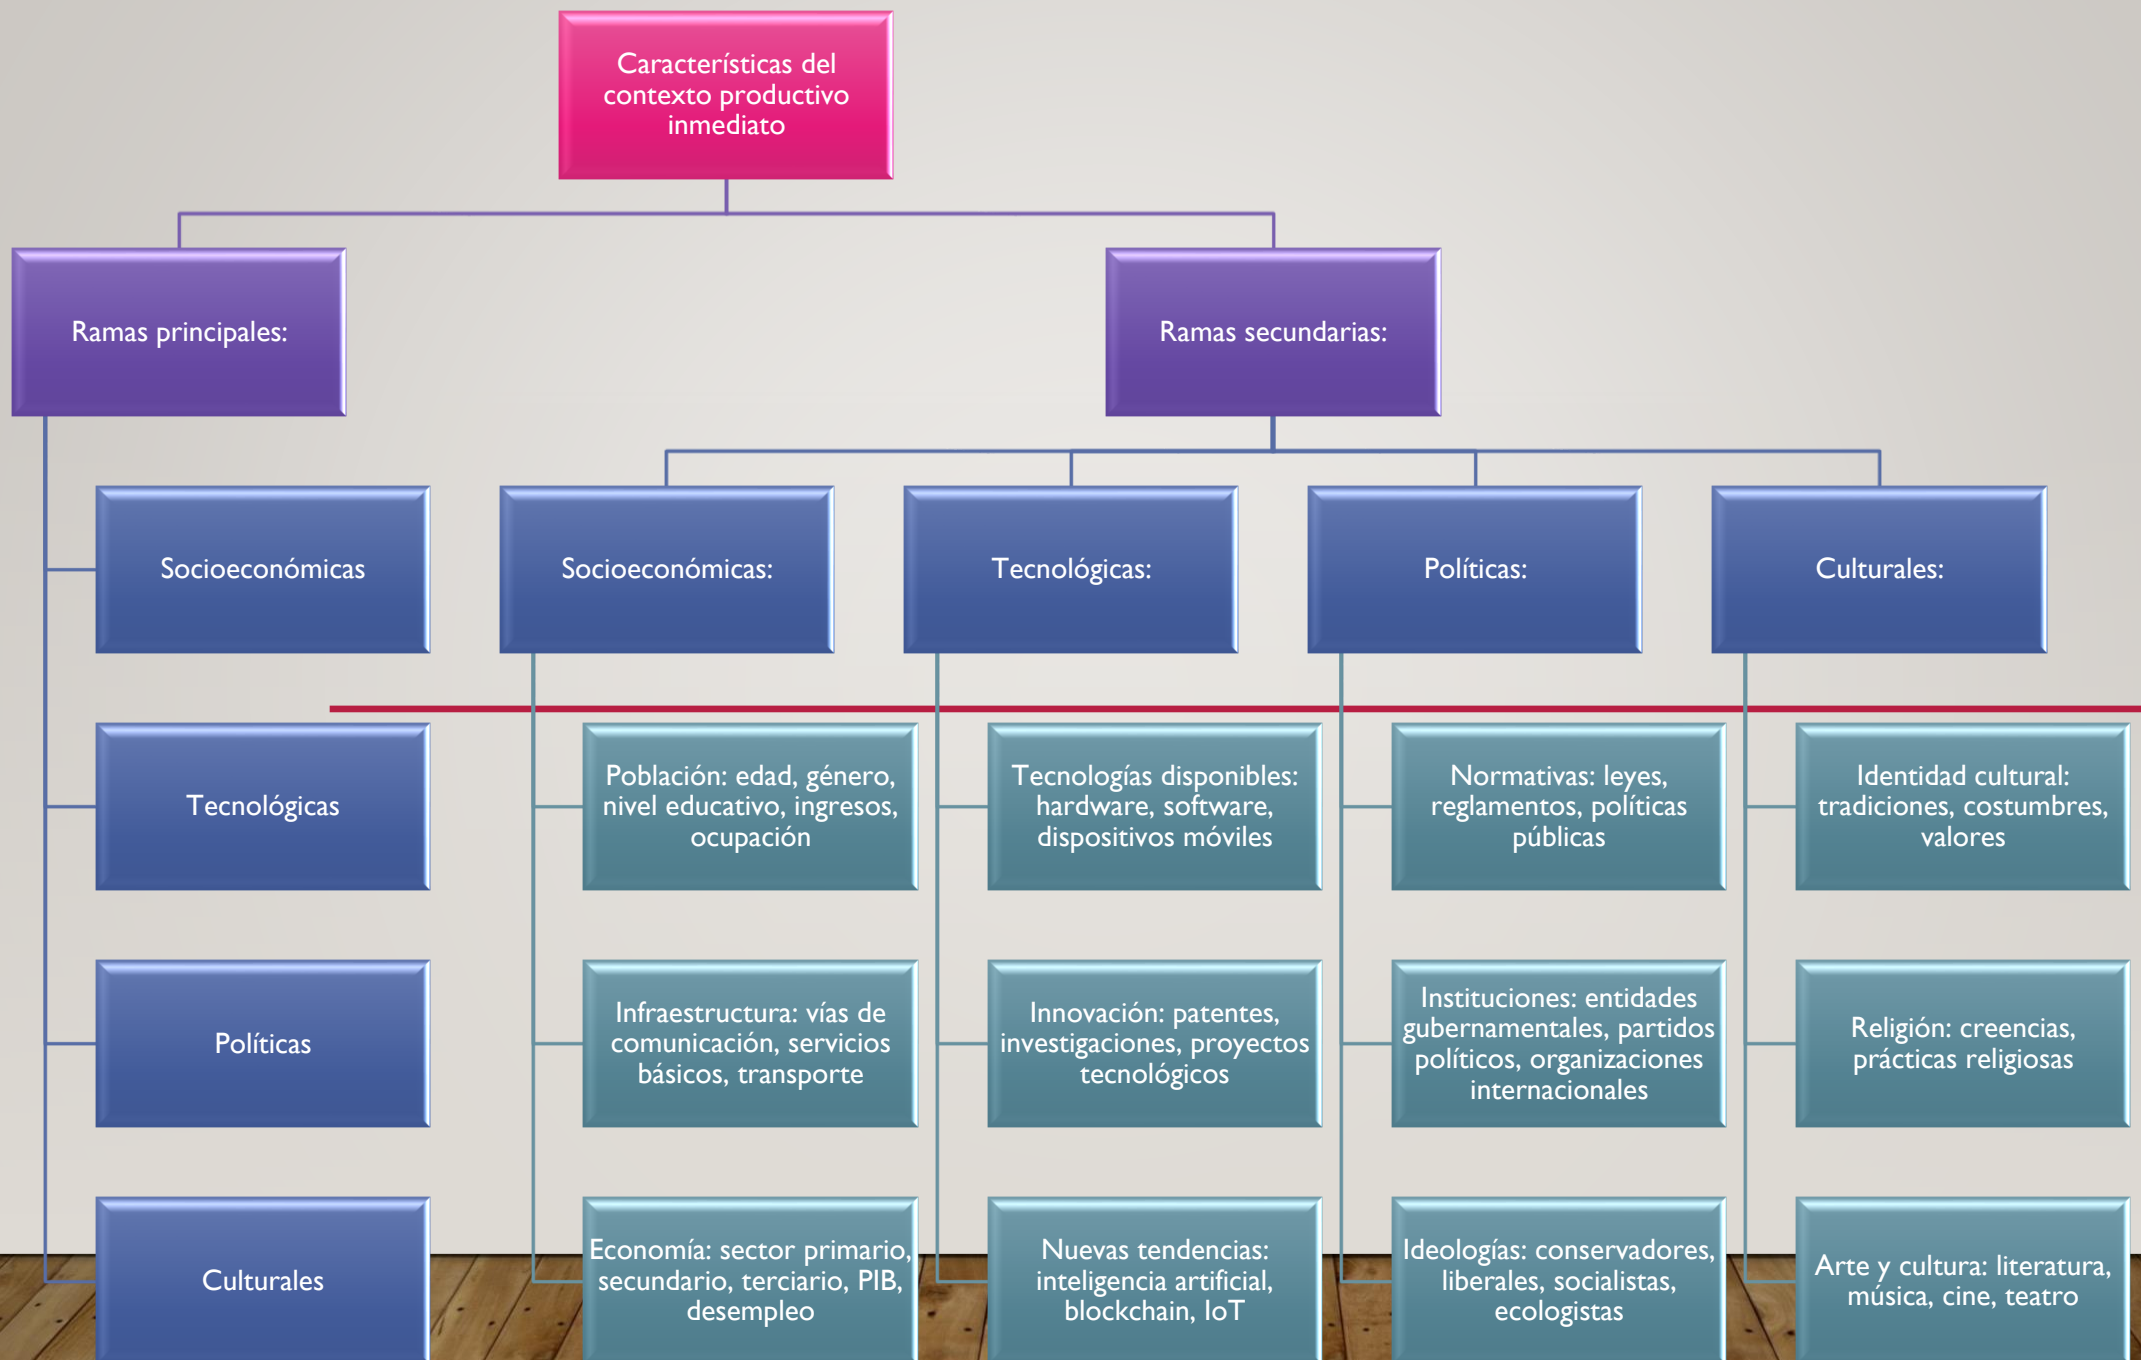 Características del
contexto productivo
inmediato
Ramas principales:
Ramas secundarias:
Socioeconómicas
Tecnológicas
Políticas
Culturales
Socioeconómicas:
Población: edad, género,
nivel educativo, ingresos,
ocupación
Infraestructura: vías de
comunicación, servicios
básicos, transporte
Economía: sector primario,
secundario, terciario, PIB,
desempleo
Tecnológicas:
Tecnologías disponibles:
hardware, software,
dispositivos móviles
Innovación: patentes,
investigaciones, proyectos
tecnológicos
Nuevas tendencias:
inteligencia artificial,
blockchain, IoT
Políticas:
Normativas: leyes,
reglamentos, políticas
públicas
Instituciones: entidades
gubernamentales, partidos
políticos, organizaciones
internacionales
Ideologías: conservadores,
liberales, socialistas,
ecologistas
Culturales:
Identidad cultural:
tradiciones, costumbres,
valores
Religión: creencias,
prácticas religiosas
Arte y cultura: literatura,
música, cine, teatro